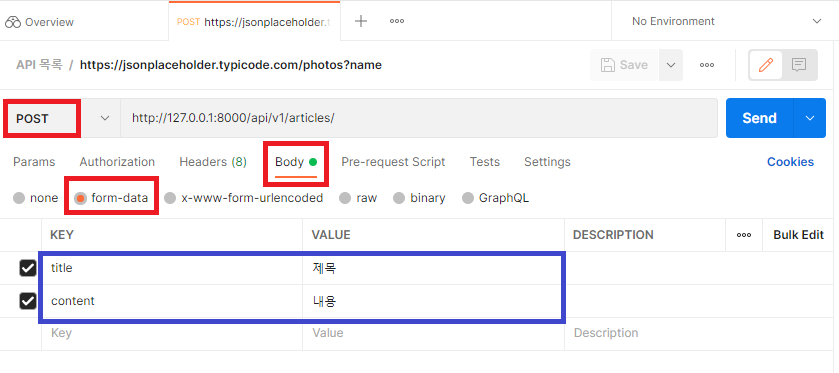 Overview
POST https://jsonplaceholder.t
No Environment
API 목록 / https://jsonplaceholder.typicode.com/photos?name
Save
POST http://127.0.0.1:8000/api/v1/articles/ Send
Params Authorization Headers (8) Body Pre-request Script Tests Settings Cookies
none form-data x-www-form-urlencoded raw binary GraphQL
KEY VALUE DESCRIPTION Bulk Edit
title 제목
content 내용
Key Value Description